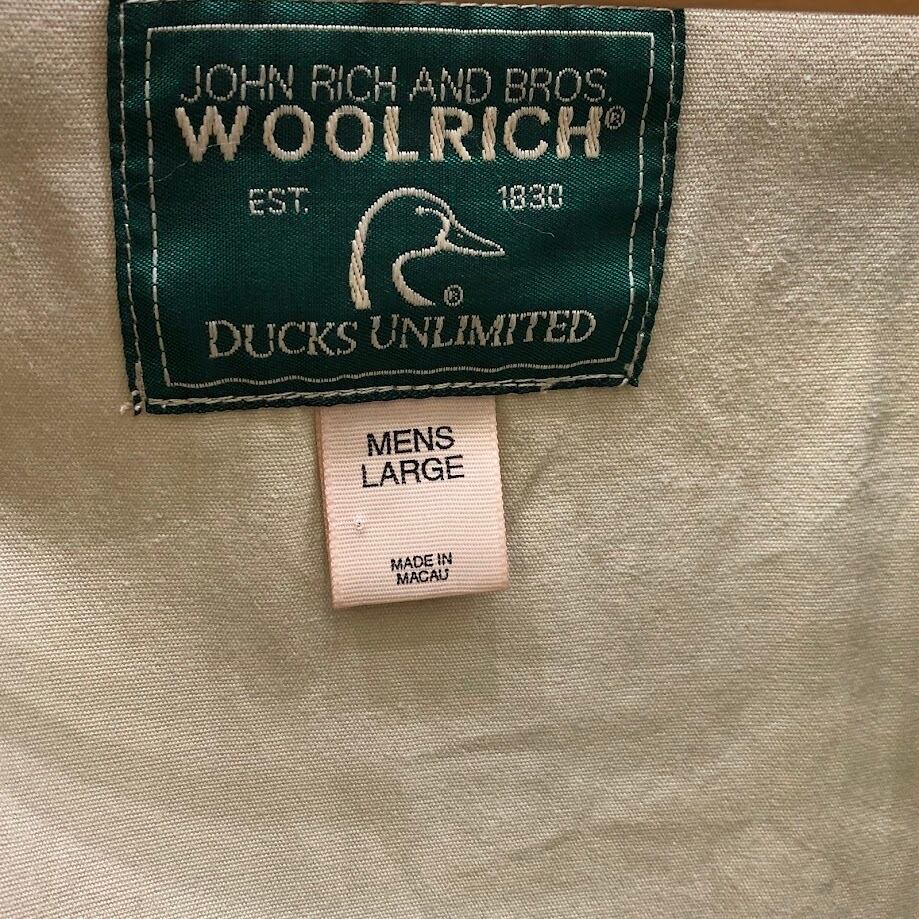 JOHN RICH AND BROS.
WOOLRICH®
EST. 1830
®
DUCKS UNLIMITED
MENS
LARGE
MADE IN
MACAU